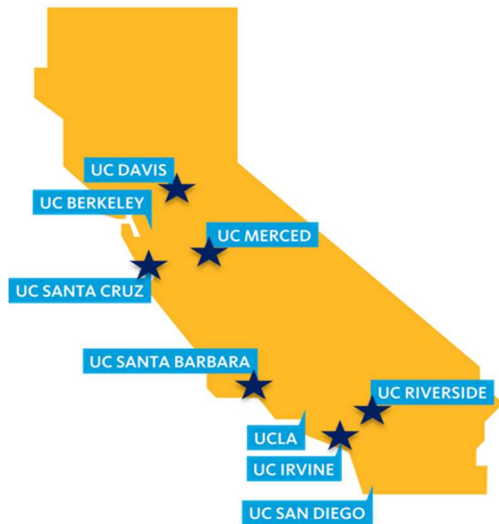 UC DAVIS
UC BERKELEY
UC MERCED
UC SANTA CRUZ
UC SANTA BARBARA
UC RIVERSIDE
UCLA
UC IRVINE
UC SAN DIEGO